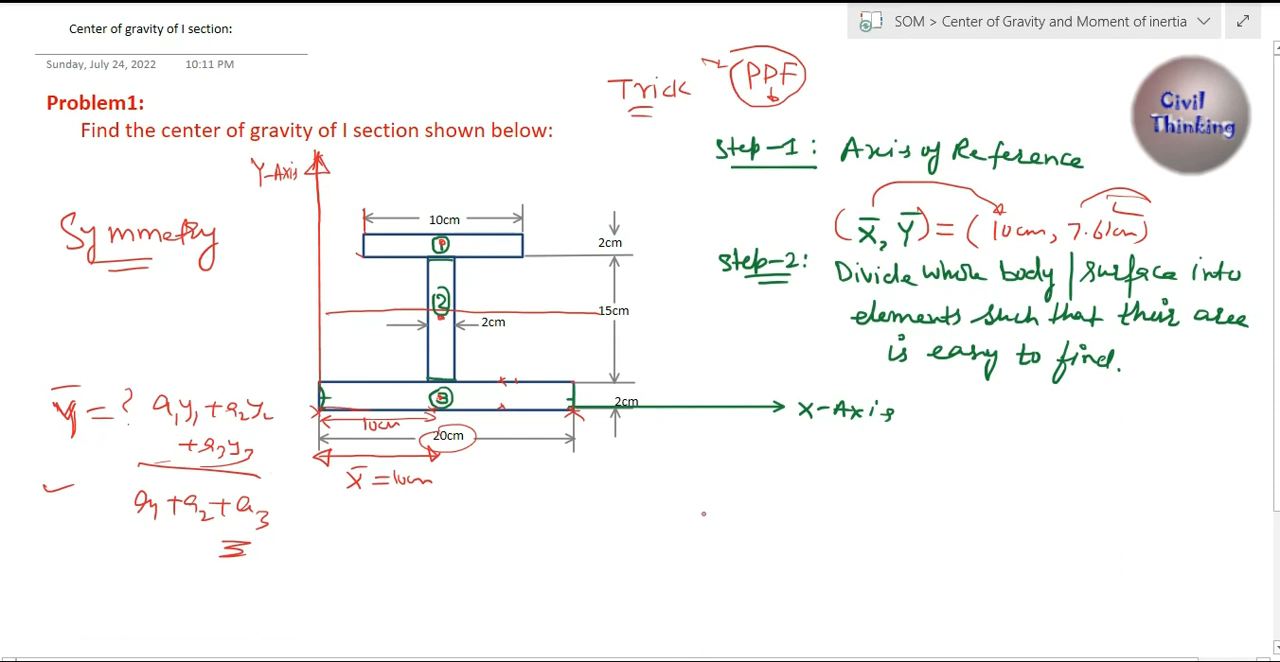 Center of gravity of I section:
SOM > Center of Gravity and Moment of inertia
Sunday, July 24, 2022 10:11 PM
Problem1:
Find the center of gravity of I section shown below:
Trick
PPF
Civil
Thinking
Step-1: Axis of Reference
(X̅, Y̅) = (10cm, 7.61cm)
Step-2: Divide whole body / surface into
elements such that their area
is easy to find.
Y-Axis
Symmetry
10cm
1
2cm
2
15cm
2cm
3
2cm
X-Axis
10cm
20cm
X̅ = 10cm
y̅ = ? a₁y₁ + a₂y₂
+ a₃y₃
a₁ + a₂ + a₃